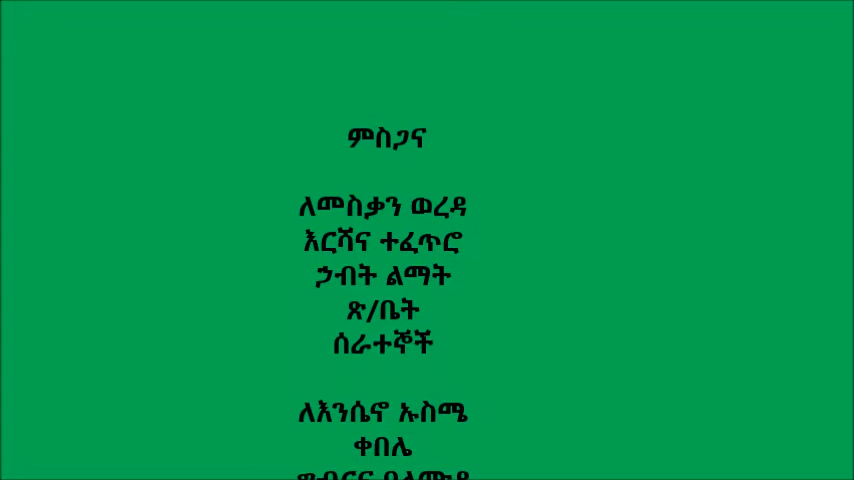 ምስጋና
ለመስቃን ወረዳ
እርሻና ተፈጥሮ
ኃብት ልማት
ጽ/ቤት
ሰራተኞች
ለእንሴኖ ኡስሜ
ቀበሌ